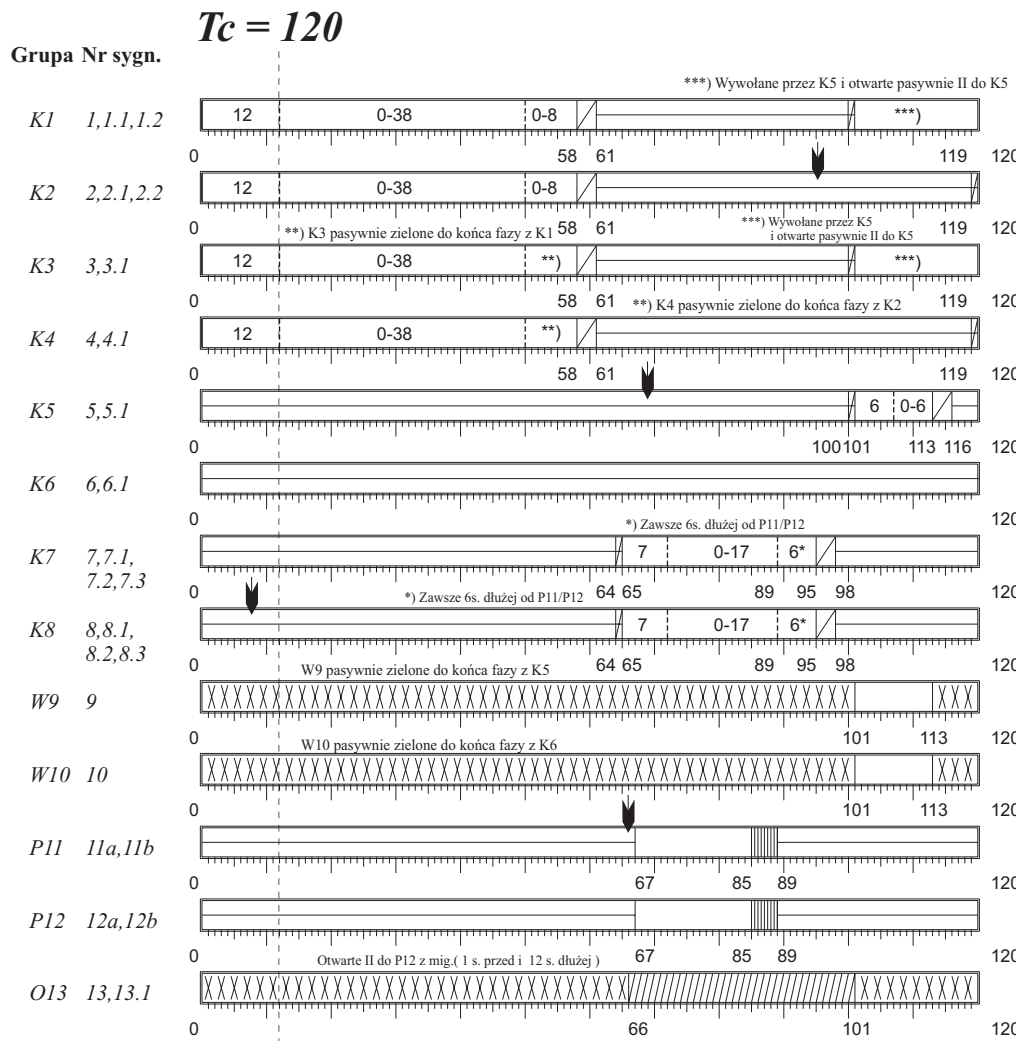 Tc = 120
Grupa Nr sygn.
***) Wywołane przez K5 i otwarte pasywnie II do K5
K1 1,1.1,1.2 12 0-38 0-8 ***)
0 58 61 119 120
K2 2,2.1,2.2 12 0-38 0-8
0 58 61 119 120
**) K3 pasywnie zielone do końca fazy z K1
***) Wywołane przez K5
i otwarte pasywnie II do K5
K3 3,3.1 12 0-38 **) ***)
0 58 61 119 120
**) K4 pasywnie zielone do końca fazy z K2
K4 4,4.1 12 0-38 **)
0 58 61 119 120
K5 5,5.1 6 0-6
0 100 101 113 116 120
K6 6,6.1
0 120
*) Zawsze 6s. dłużej od P11/P12
K7 7,7.1, 7 0-17 6*
7.2,7.3
0 64 65 89 95 98 120
*) Zawsze 6s. dłużej od P11/P12
K8 8,8.1, 7 0-17 6*
8.2,8.3
0 64 65 89 95 98 120
W9 pasywnie zielone do końca fazy z K5
W9 9
0 101 113 120
W10 pasywnie zielone do końca fazy z K6
W10 10
0 101 113 120
P11 11a,11b
0 67 85 89 120
P12 12a,12b
0 67 85 89 120
Otwarte II do P12 z mig.( 1 s. przed i 12 s. dłużej )
O13 13,13.1
0 66 101 120